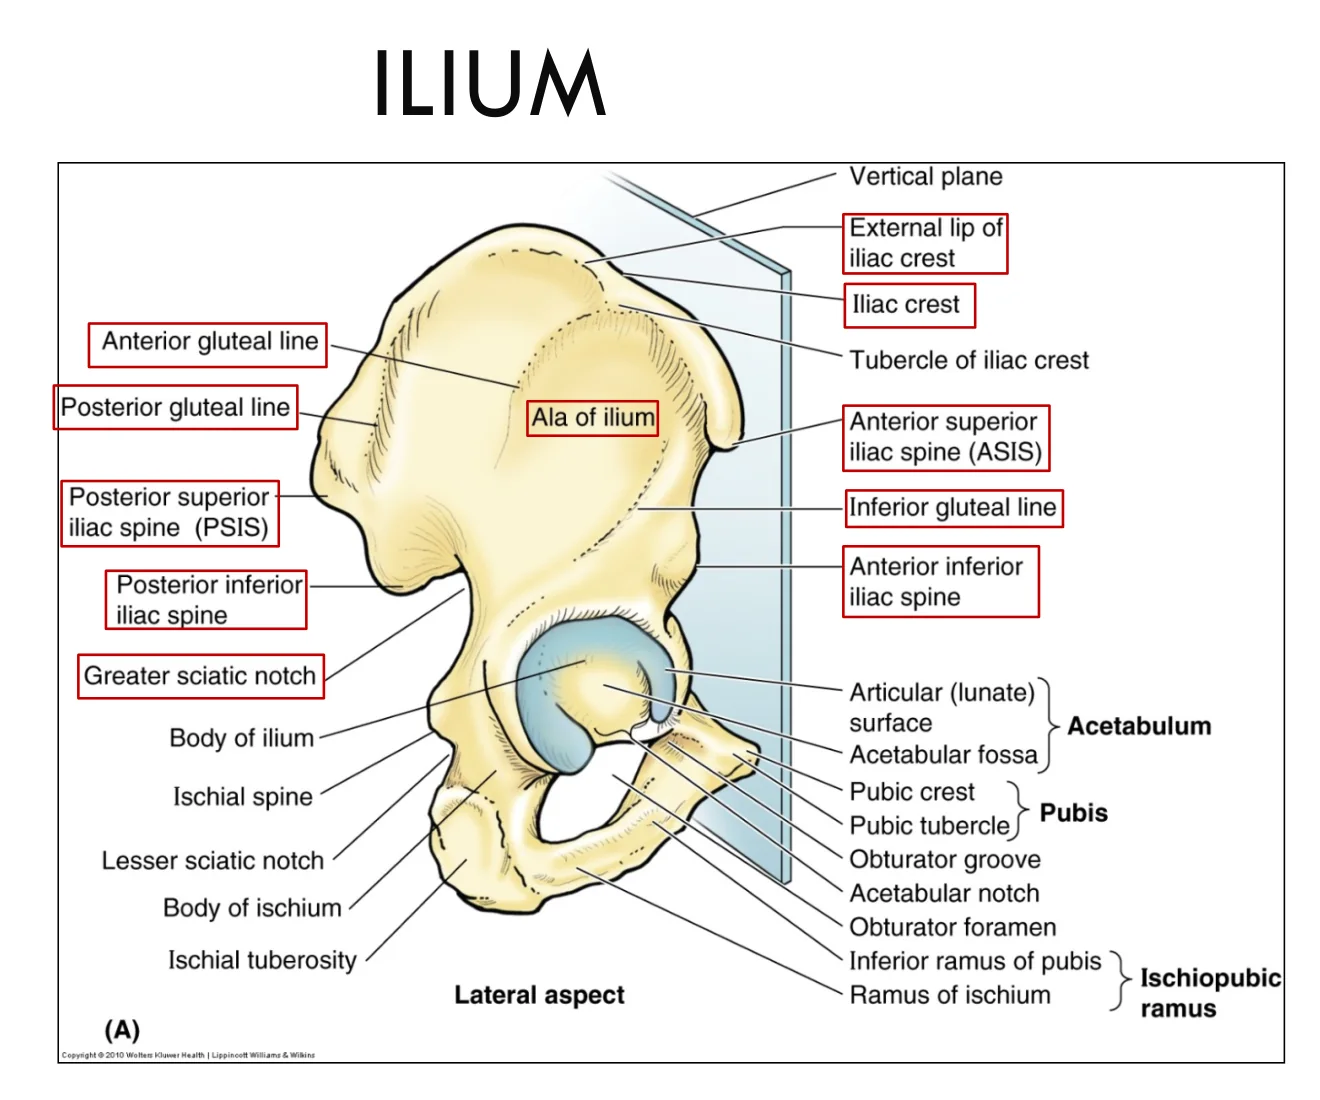 ILIUM
Vertical plane
External lip of
iliac crest
Iliac crest
Tubercle of iliac crest
Anterior superior
iliac spine (ASIS)
Inferior gluteal line
Anterior inferior
iliac spine
Articular (lunate)
surface
Acetabular fossa
Acetabulum
Pubic crest
Pubic tubercle
Pubis
Obturator groove
Acetabular notch
Obturator foramen
Inferior ramus of pubis
Ramus of ischium
Ischiopubic
ramus
Anterior gluteal line
Posterior gluteal line
Ala of ilium
Posterior superior
iliac spine (PSIS)
Posterior inferior
iliac spine
Greater sciatic notch
Body of ilium
Ischial spine
Lesser sciatic notch
Body of ischium
Ischial tuberosity
Lateral aspect
(A)
Copyright © 2010 Wolters Kluwer Health | Lippincott Williams & Wilkins